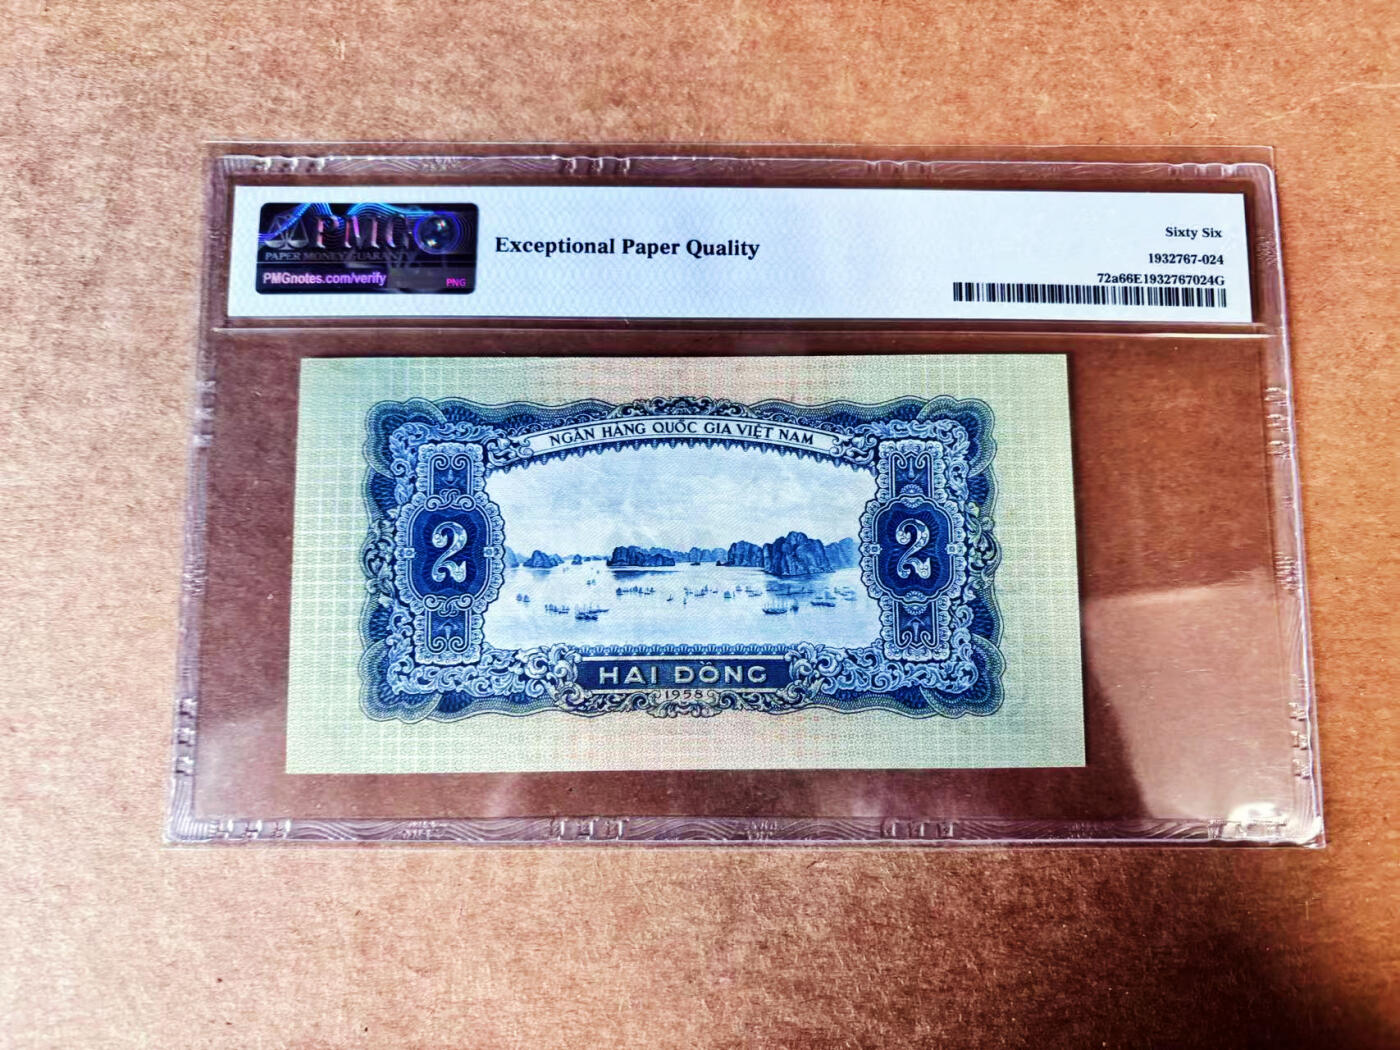 PMG
PAPER MONEY GUARANTY
PMGnotes.com/verify
PNG
Exceptional Paper Quality
Sixty Six
1932767-024
72a66E1932767024G
NGÂN HÀNG QUỐC GIA VIỆT NAM
2
2
HAI ĐỒNG
1958